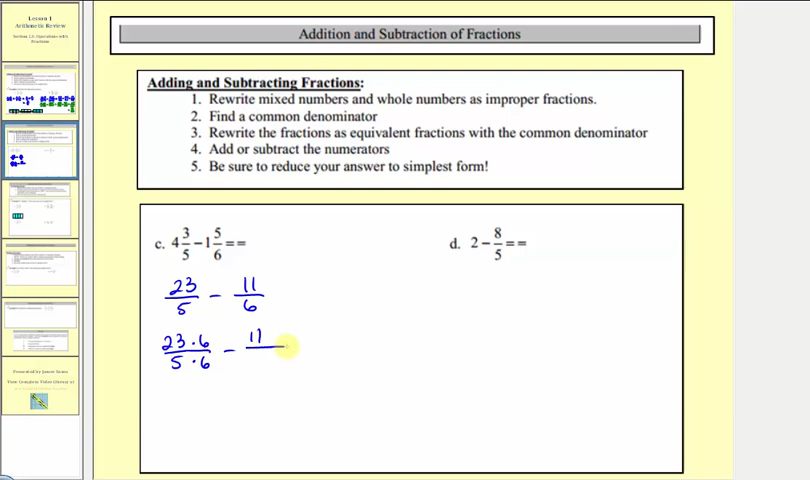 Lesson 1
Arithmetic Review
Addition and Subtraction of Fractions
Adding and Subtracting Fractions:
1. Rewrite mixed numbers and whole numbers as improper fractions.
2. Find a common denominator
3. Rewrite the fractions as equivalent fractions with the common denominator
4. Add or subtract the numerators
5. Be sure to reduce your answer to simplest form!
c. 4 3/5 − 1 5/6 = =
d. 2 − 8/5 = =
23/5 − 11/6
23·6/5·6 − 11/